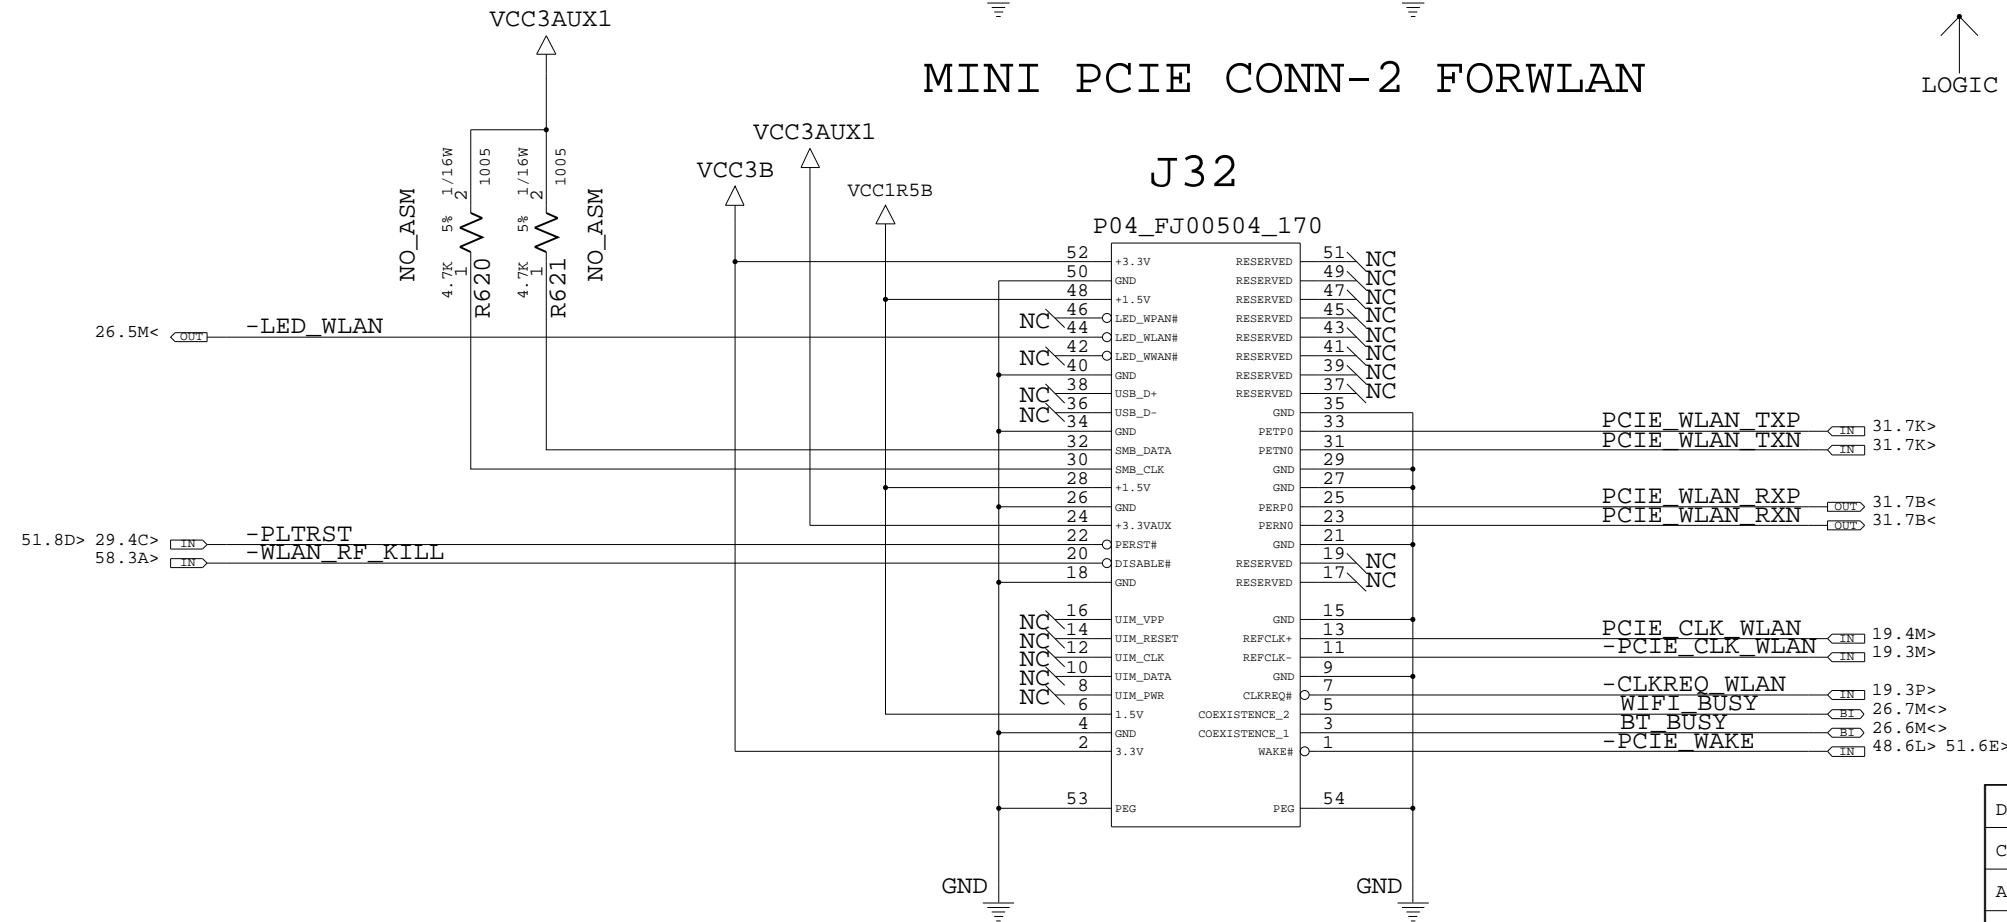 VCC3AUX1
MINI PCIE CONN-2 FORWLAN
LOGIC
VCC3AUX1
VCC3B
VCC1R5B
J32
P04_FJ00504_170
NO_ASM
4.7K 5% 1/16W
1 2
1005
R620
4.7K 5% 1/16W
1 2
1005
R621
NO_ASM
52 +3.3V RESERVED 51 NC
50 GND RESERVED 49 NC
48 +1.5V RESERVED 47 NC
NC 46 LED_WPAN# RESERVED 45 NC
26.5M< OUT -LED_WLAN 44 LED_WLAN# RESERVED 43 NC
NC 42 LED_WWAN# RESERVED 41 NC
40 GND RESERVED 39 NC
NC 38 USB_D+ RESERVED 37 NC
NC 36 USB_D- GND 35
34 GND PETP0 33 PCIE_WLAN_TXP IN 31.7K>
32 SMB_DATA PETN0 31 PCIE_WLAN_TXN IN 31.7K>
30 SMB_CLK GND 29
28 +1.5V GND 27
26 GND PERP0 25 PCIE_WLAN_RXP OUT 31.7B<
24 +3.3VAUX PERN0 23 PCIE_WLAN_RXN OUT 31.7B<
51.8D> 29.4C> IN -PLTRST 22 PERST# GND 21
58.3A> IN -WLAN_RF_KILL 20 DISABLE# RESERVED 19 NC
18 GND RESERVED 17 NC
NC 16 UIM_VPP GND 15
NC 14 UIM_RESET REFCLK+ 13 PCIE_CLK_WLAN IN 19.4M>
NC 12 UIM_CLK REFCLK- 11 -PCIE_CLK_WLAN IN 19.3M>
NC 10 UIM_DATA GND 9
NC 8 UIM_PWR CLKREQ# 7 -CLKREQ_WLAN IN 19.3P>
6 1.5V COEXISTENCE_2 5 WIFI_BUSY BI 26.7M<>
4 GND COEXISTENCE_1 3 BT_BUSY BI 26.6M<>
2 3.3V WAKE# 1 -PCIE_WAKE IN 48.6L> 51.6E>
53 PEG PEG 54
GND GND
D
C
A